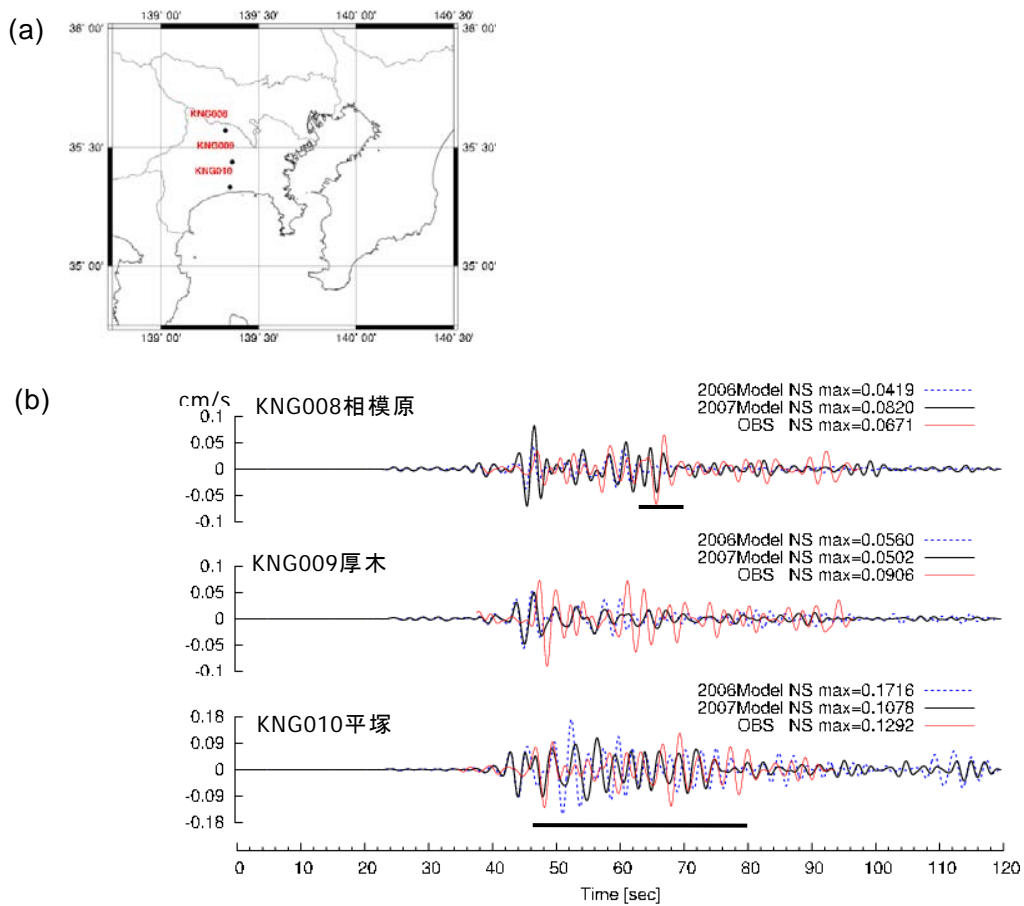 (a)
139° 00' 139° 30' 140° 00' 140° 30'
36° 00' 36° 00'
KNG008
35° 30' 35° 30'
KNG009
KNG010
35° 00' 35° 00'
139° 00' 139° 30' 140° 00' 140° 30'
(b)
cm/s
KNG008相模原
2006Model NS max=0.0419
2007Model NS max=0.0820
OBS NS max=0.0671
0.1
0.05
0
-0.05
-0.1
KNG009厚木
2006Model NS max=0.0560
2007Model NS max=0.0502
OBS NS max=0.0906
0.1
0.05
0
-0.05
-0.1
KNG010平塚
2006Model NS max=0.1716
2007Model NS max=0.1078
OBS NS max=0.1292
0.18
0.09
0
-0.09
-0.18
0 10 20 30 40 50 60 70 80 90 100 110 120
Time [sec]